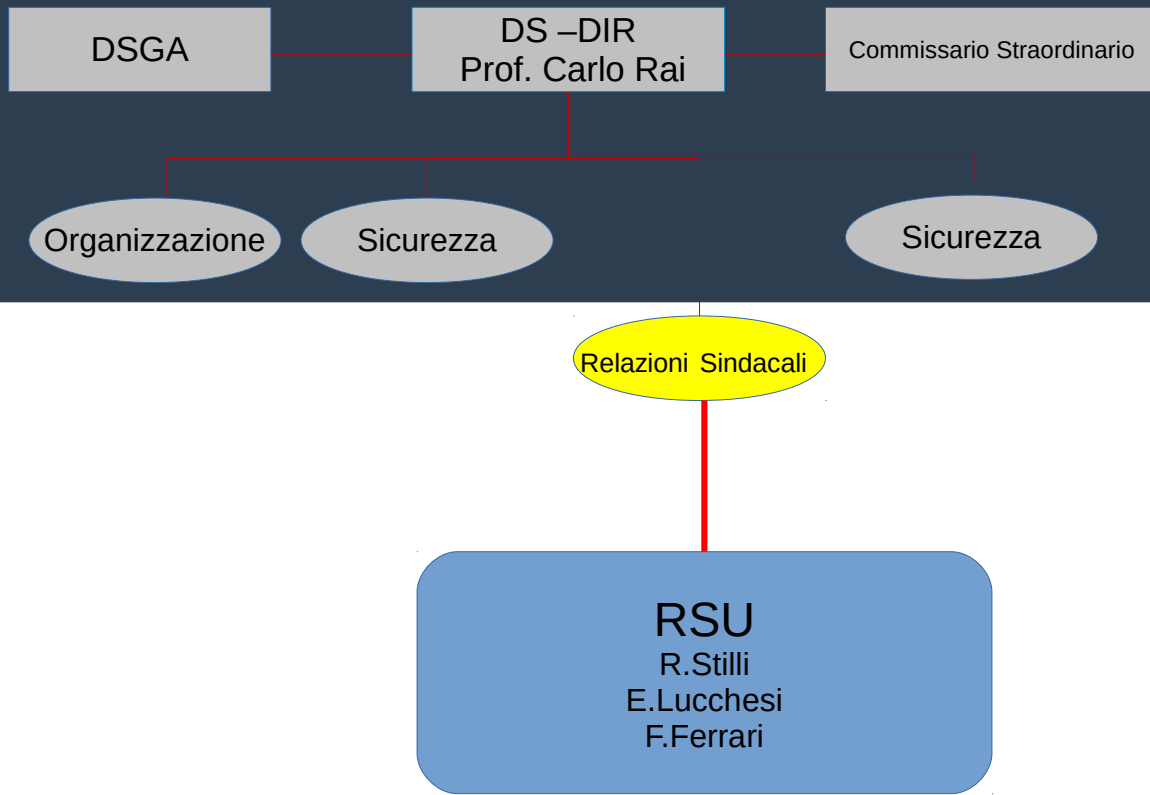 DSGA
DS –DIR
Prof. Carlo Rai
Commissario Straordinario
Organizzazione
Sicurezza
Sicurezza
Relazioni Sindacali
RSU
R.Stilli
E.Lucchesi
F.Ferrari